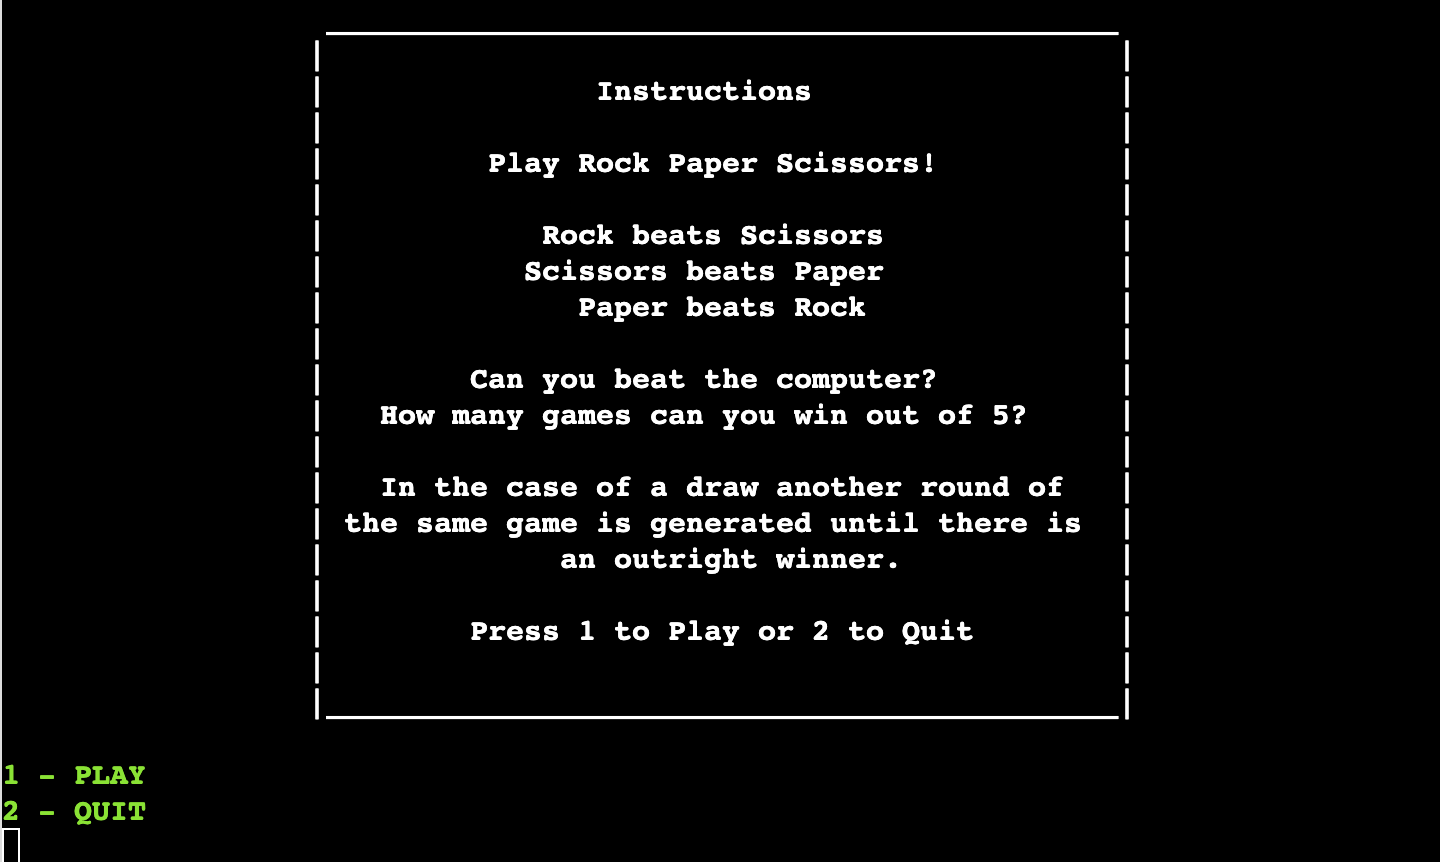 Instructions
Play Rock Paper Scissors!
Rock beats Scissors
Scissors beats Paper
Paper beats Rock
Can you beat the computer?
How many games can you win out of 5?
In the case of a draw another round of
the same game is generated until there is
an outright winner.
Press 1 to Play or 2 to Quit
1 - PLAY
2 - QUIT